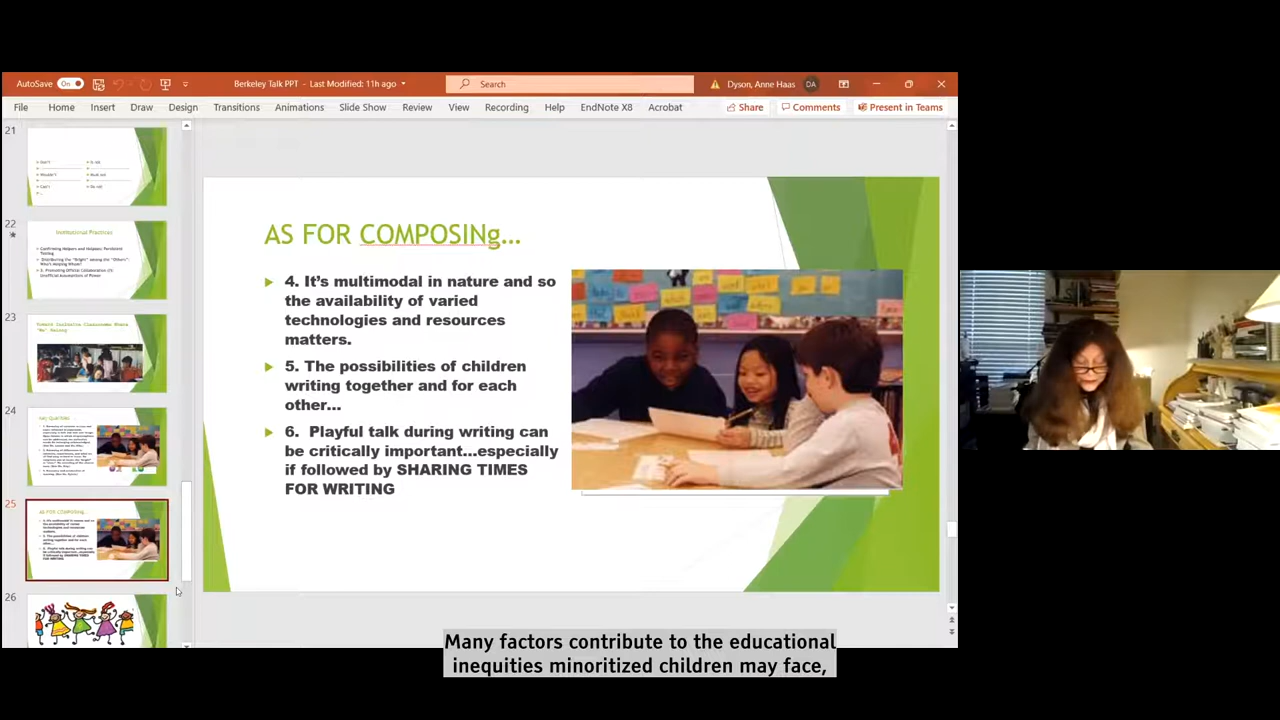 AutoSave On
Berkeley Talk PPT - Last Modified: 11h ago
Search
Dyson, Anne Haas DA
File Home Insert Draw Design Transitions Animations Slide Show Review View Recording Help EndNote X8 Acrobat Share Comments Present in Teams
21
22
Institutional Practices
23
24
25
AS FOR COMPOSING...
26
AS FOR COMPOSINg...
4. It's multimodal in nature and so
the availability of varied
technologies and resources
matters.
5. The possibilities of children
writing together and for each
other...
6. Playful talk during writing can
be critically important...especially
if followed by SHARING TIMES
FOR WRITING
Many factors contribute to the educational
inequities minoritized children may face,